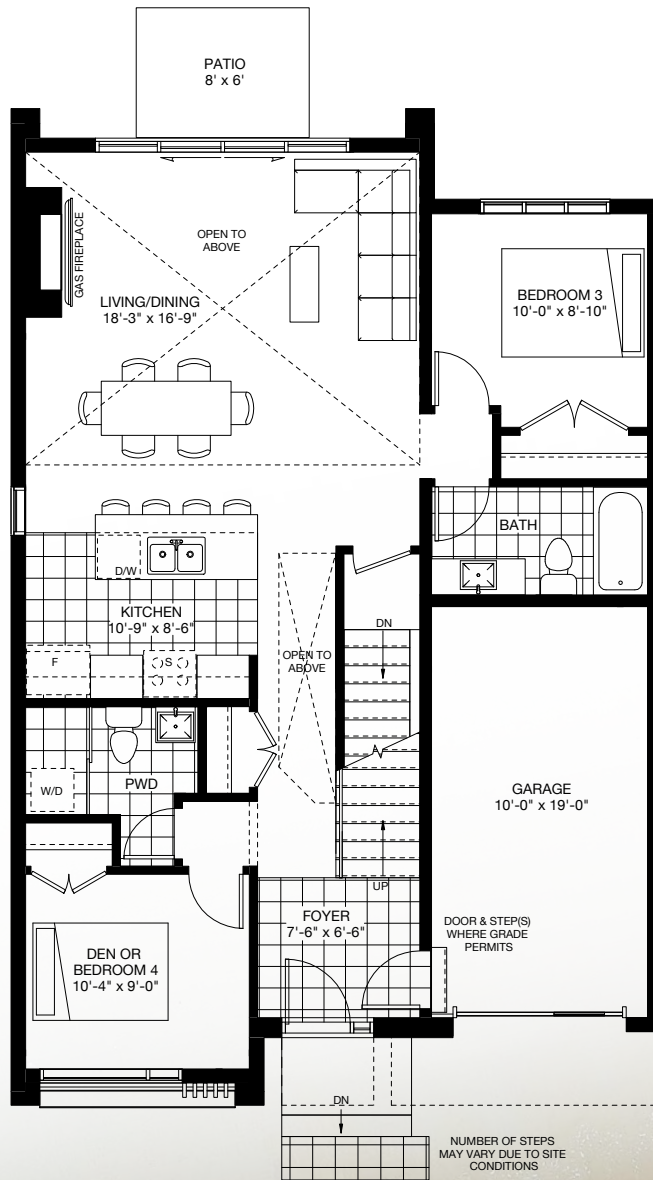 PATIO
8' x 6'
OPEN TO
ABOVE
GAS FIREPLACE
LIVING/DINING
18'-3" x 16'-9"
BEDROOM 3
10'-0" x 8'-10"
BATH
D/W
KITCHEN
10'-9" x 8'-6"
DN
F
S
OPEN TO
ABOVE
W/D
PWD
GARAGE
10'-0" x 19'-0"
UP
FOYER
7'-6" x 6'-6"
DOOR & STEP(S)
WHERE GRADE
PERMITS
DEN OR
BEDROOM 4
10'-4" x 9'-0"
DN
NUMBER OF STEPS
MAY VARY DUE TO SITE
CONDITIONS